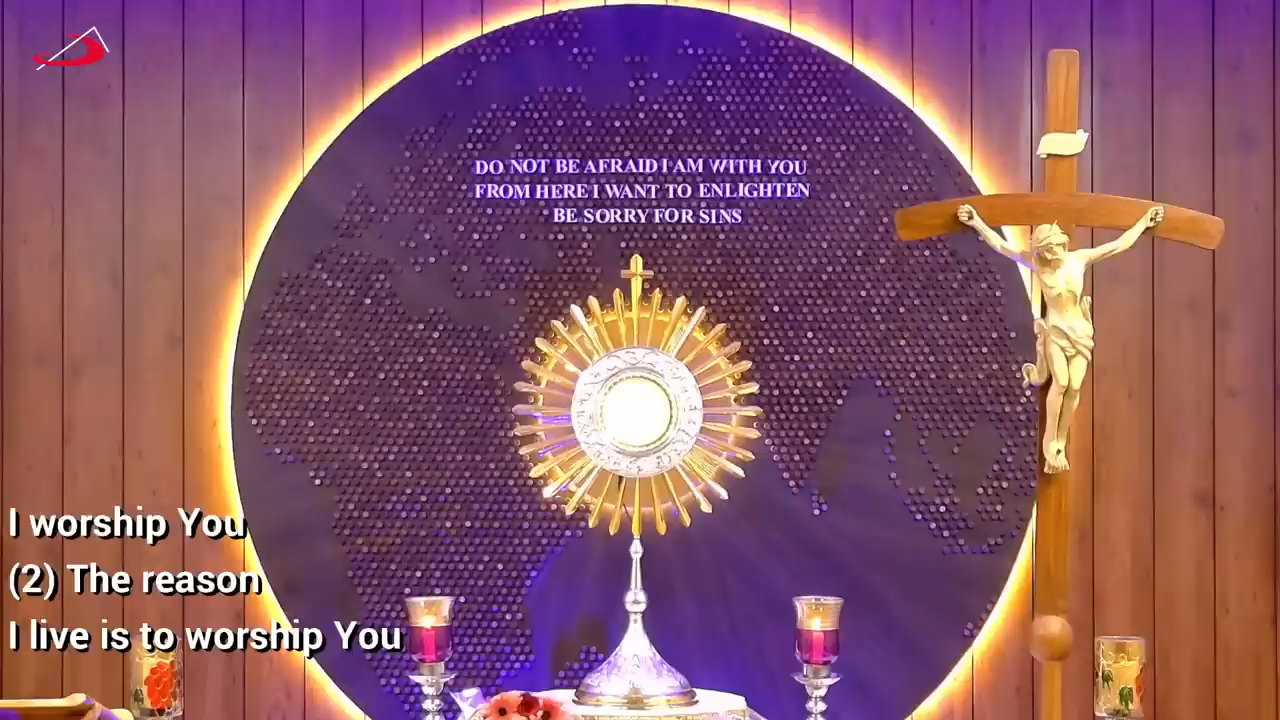 DO NOT BE AFRAID I AM WITH YOU
FROM HERE I WANT TO ENLIGHTEN
BE SORRY FOR SINS
I worship You
(2) The reason
I live is to worship You